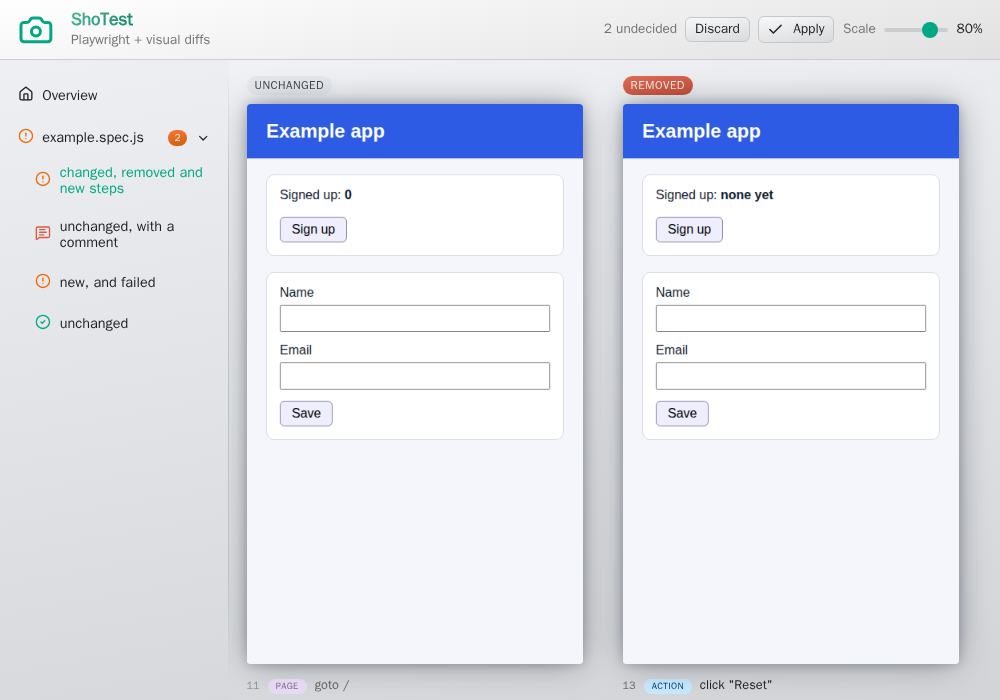 ShoTest
Playwright + visual diffs
2 undecided
Discard
Apply
Scale
80%
Overview
example.spec.js
2
changed, removed and
new steps
unchanged, with a
comment
new, and failed
unchanged
UNCHANGED
Example app
Signed up: 0
Sign up
Name
Email
Save
11 PAGE goto /
REMOVED
Example app
Signed up: none yet
Sign up
Name
Email
Save
13 ACTION click "Reset"